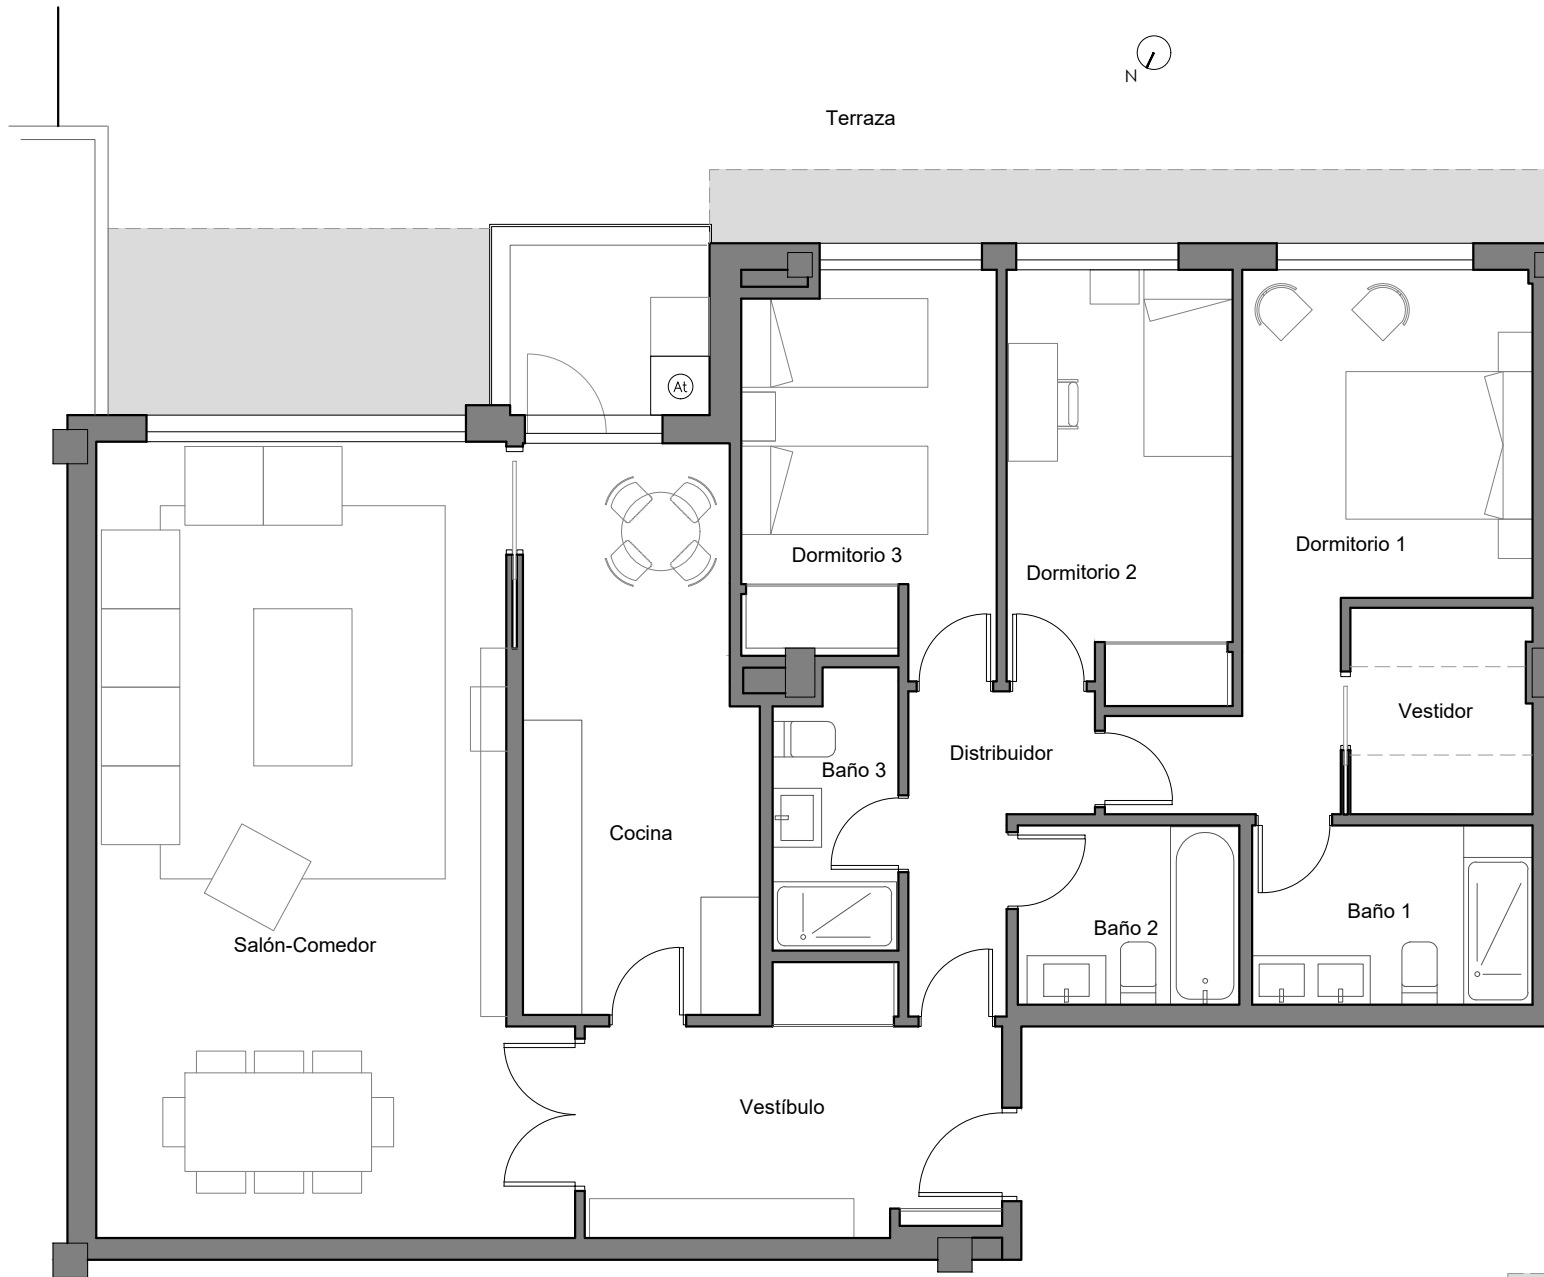 N
Terraza
At
Dormitorio 3
Dormitorio 2
Dormitorio 1
Vestidor
Distribuidor
Baño 3
Cocina
Baño 1
Baño 2
Salón-Comedor
Vestíbulo